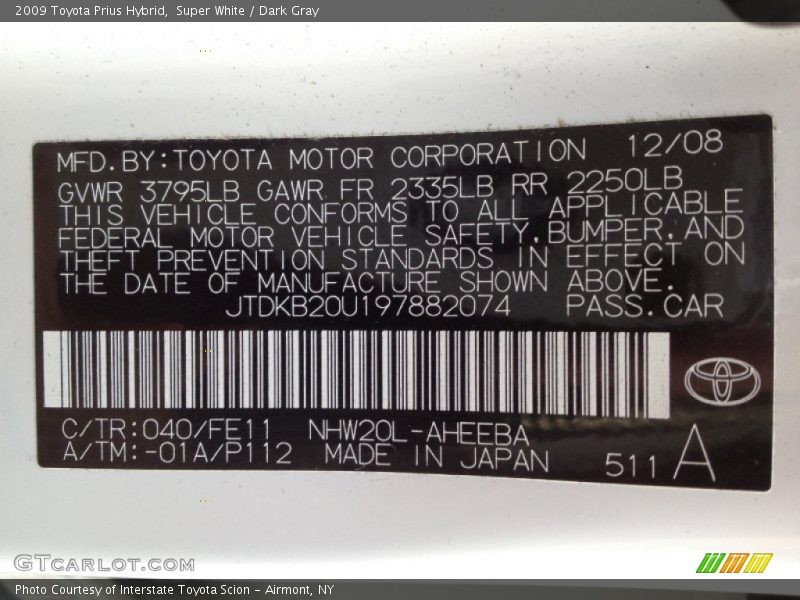 2009 Toyota Prius Hybrid, Super White / Dark Gray
MFD.BY:TOYOTA MOTOR CORPORATION 12/08
GVWR 3795LB GAWR FR 2335LB RR 2250LB
THIS VEHICLE CONFORMS TO ALL APPLICABLE
FEDERAL MOTOR VEHICLE SAFETY,BUMPER,AND
THEFT PREVENTION STANDARDS IN EFFECT ON
THE DATE OF MANUFACTURE SHOWN ABOVE.
JTDKB20U197882074 PASS.CAR
C/TR:040/FE11 NHW20L-AHEEBA
A/TM:-01A/P112 MADE IN JAPAN 511 A
GTcarlot.com
Photo Courtesy of Interstate Toyota Scion - Airmont, NY